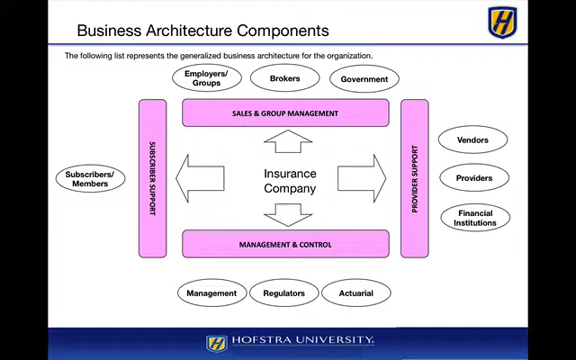 Business Architecture Components
The following list represents the generalized business architecture for the organization.
Employers/
Groups
Brokers
Government
SALES & GROUP MANAGEMENT
SUBSCRIBER SUPPORT
PROVIDER SUPPORT
Subscribers/
Members
Insurance
Company
Vendors
Providers
Financial
Institutions
MANAGEMENT & CONTROL
Management
Regulators
Actuarial
HOFSTRA UNIVERSITY